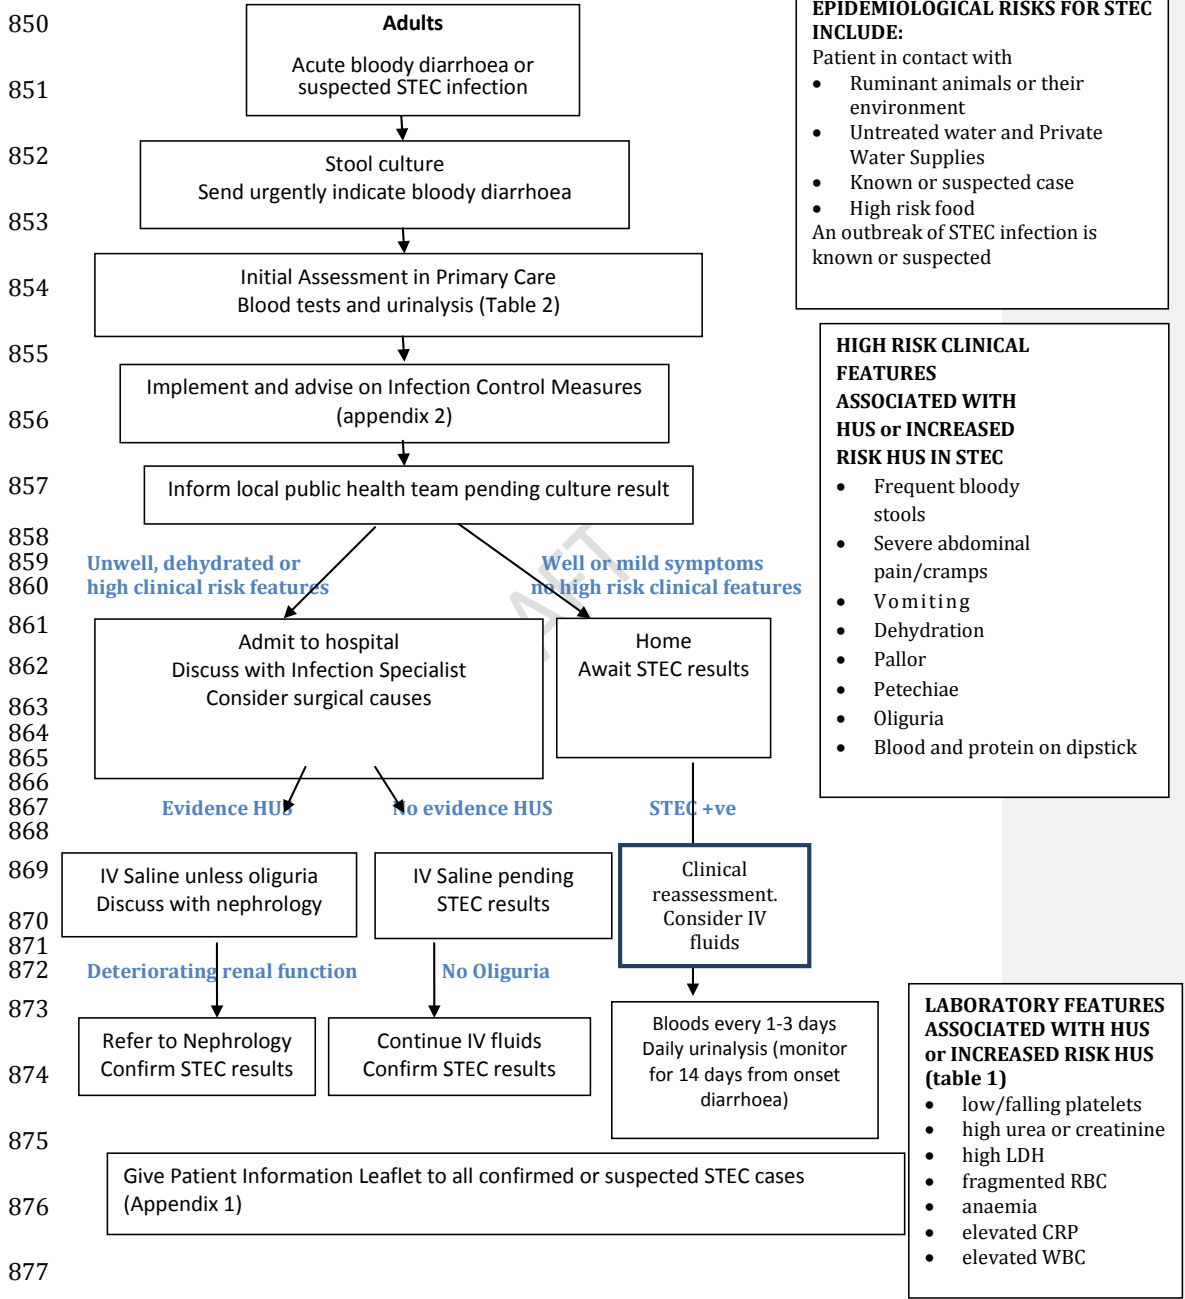 850
Adults
Acute bloody diarrhoea or
851
suspected STEC infection
852
Stool culture
Send urgently indicate bloody diarrhoea
853
Initial Assessment in Primary Care
854
Blood tests and urinalysis (Table 2)
855
Implement and advise on Infection Control Measures
856
(appendix 2)
857
Inform local public health team pending culture result
858
859
Unwell, dehydrated or
860
high clinical risk features
Well or mild symptoms
no high risk clinical features
861
Admit to hospital
862
Discuss with Infection Specialist
Consider surgical causes
863
864
865
Home
Await STEC results
866
867
Evidence HUS
No evidence HUS
STEC +ve
868
869
IV Saline unless oliguria
Discuss with nephrology
IV Saline pending
STEC results
Clinical
reassessment.
Consider IV
fluids
870
871
872
Deteriorating renal function
No Oliguria
873
Refer to Nephrology
Confirm STEC results
Continue IV fluids
Confirm STEC results
Bloods every 1-3 days
Daily urinalysis (monitor
for 14 days from onset
diarrhoea)
874
875
Give Patient Information Leaflet to all confirmed or suspected STEC cases
(Appendix 1)
876
877
EPIDEMIOLOGICAL RISKS FOR STEC
INCLUDE:
Patient in contact with
• Ruminant animals or their
environment
• Untreated water and Private
Water Supplies
• Known or suspected case
• High risk food
An outbreak of STEC infection is
known or suspected
HIGH RISK CLINICAL
FEATURES
ASSOCIATED WITH
HUS or INCREASED
RISK HUS IN STEC
• Frequent bloody
stools
• Severe abdominal
pain/cramps
• Vomiting
• Dehydration
• Pallor
• Petechiae
• Oliguria
• Blood and protein on dipstick
LABORATORY FEATURES
ASSOCIATED WITH HUS
or INCREASED RISK HUS
(table 1)
• low/falling platelets
• high urea or creatinine
• high LDH
• fragmented RBC
• anaemia
• elevated CRP
• elevated WBC
AFT